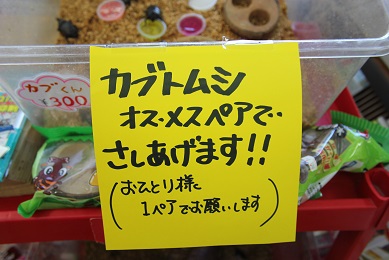 カブくん
¥300
カブトムシ
オス・メスペアで‥
さしあげます!!
(おひとり様に
1ペアでお願いします)